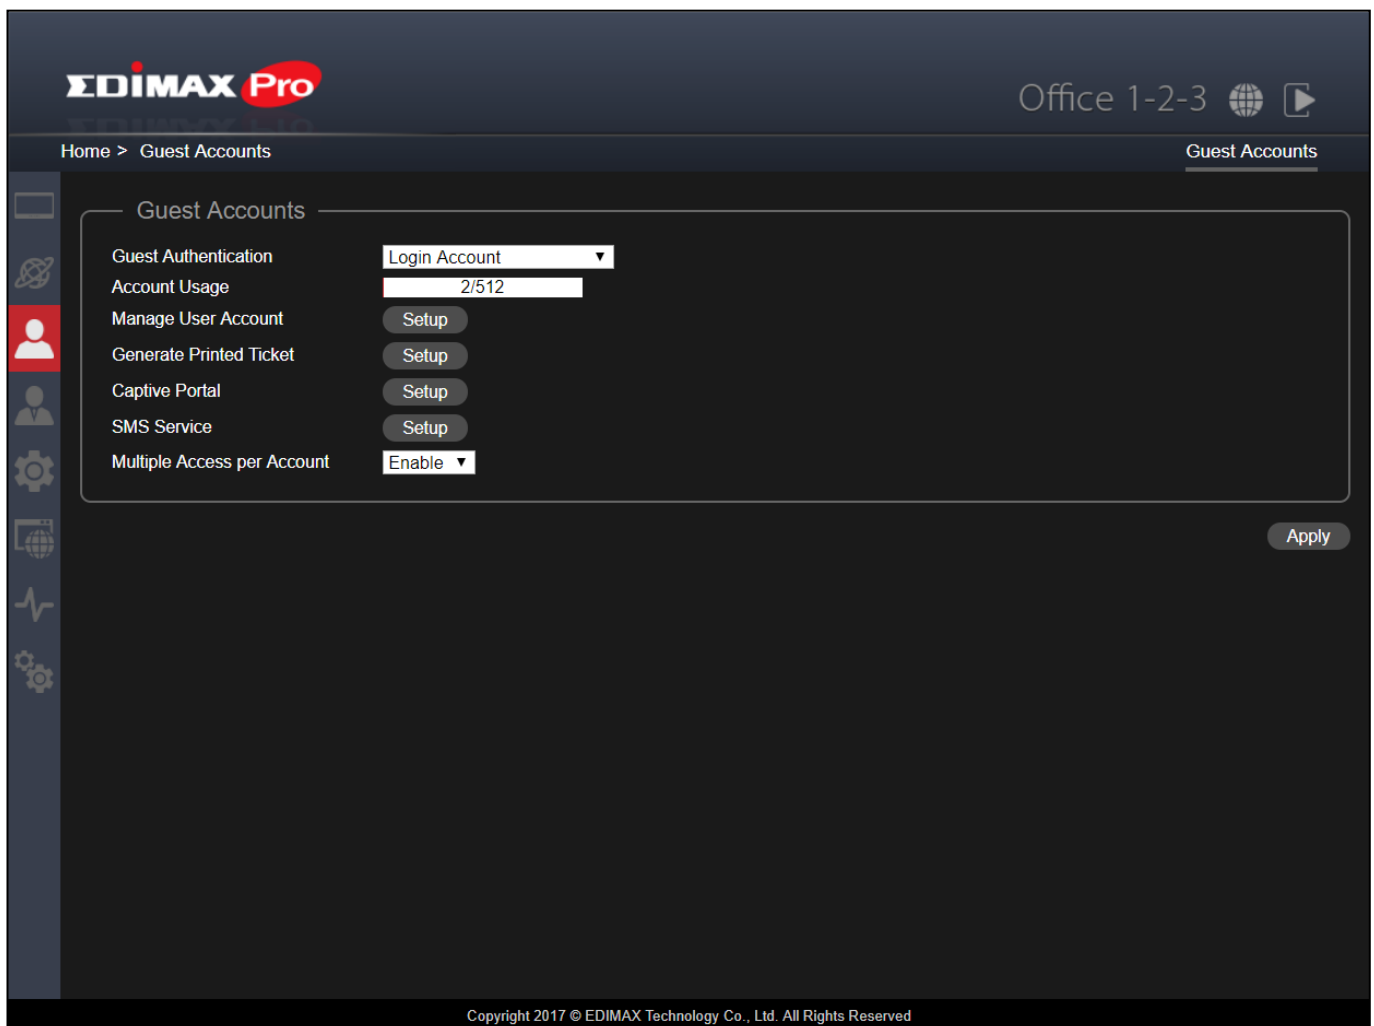 EDIMAX Pro
Office 1-2-3
Home > Guest Accounts
Guest Accounts
Guest Accounts
Guest Authentication Login Account
Account Usage 2/512
Manage User Account Setup
Generate Printed Ticket Setup
Captive Portal Setup
SMS Service Setup
Multiple Access per Account Enable
Apply
Copyright 2017 © EDIMAX Technology Co., Ltd. All Rights Reserved